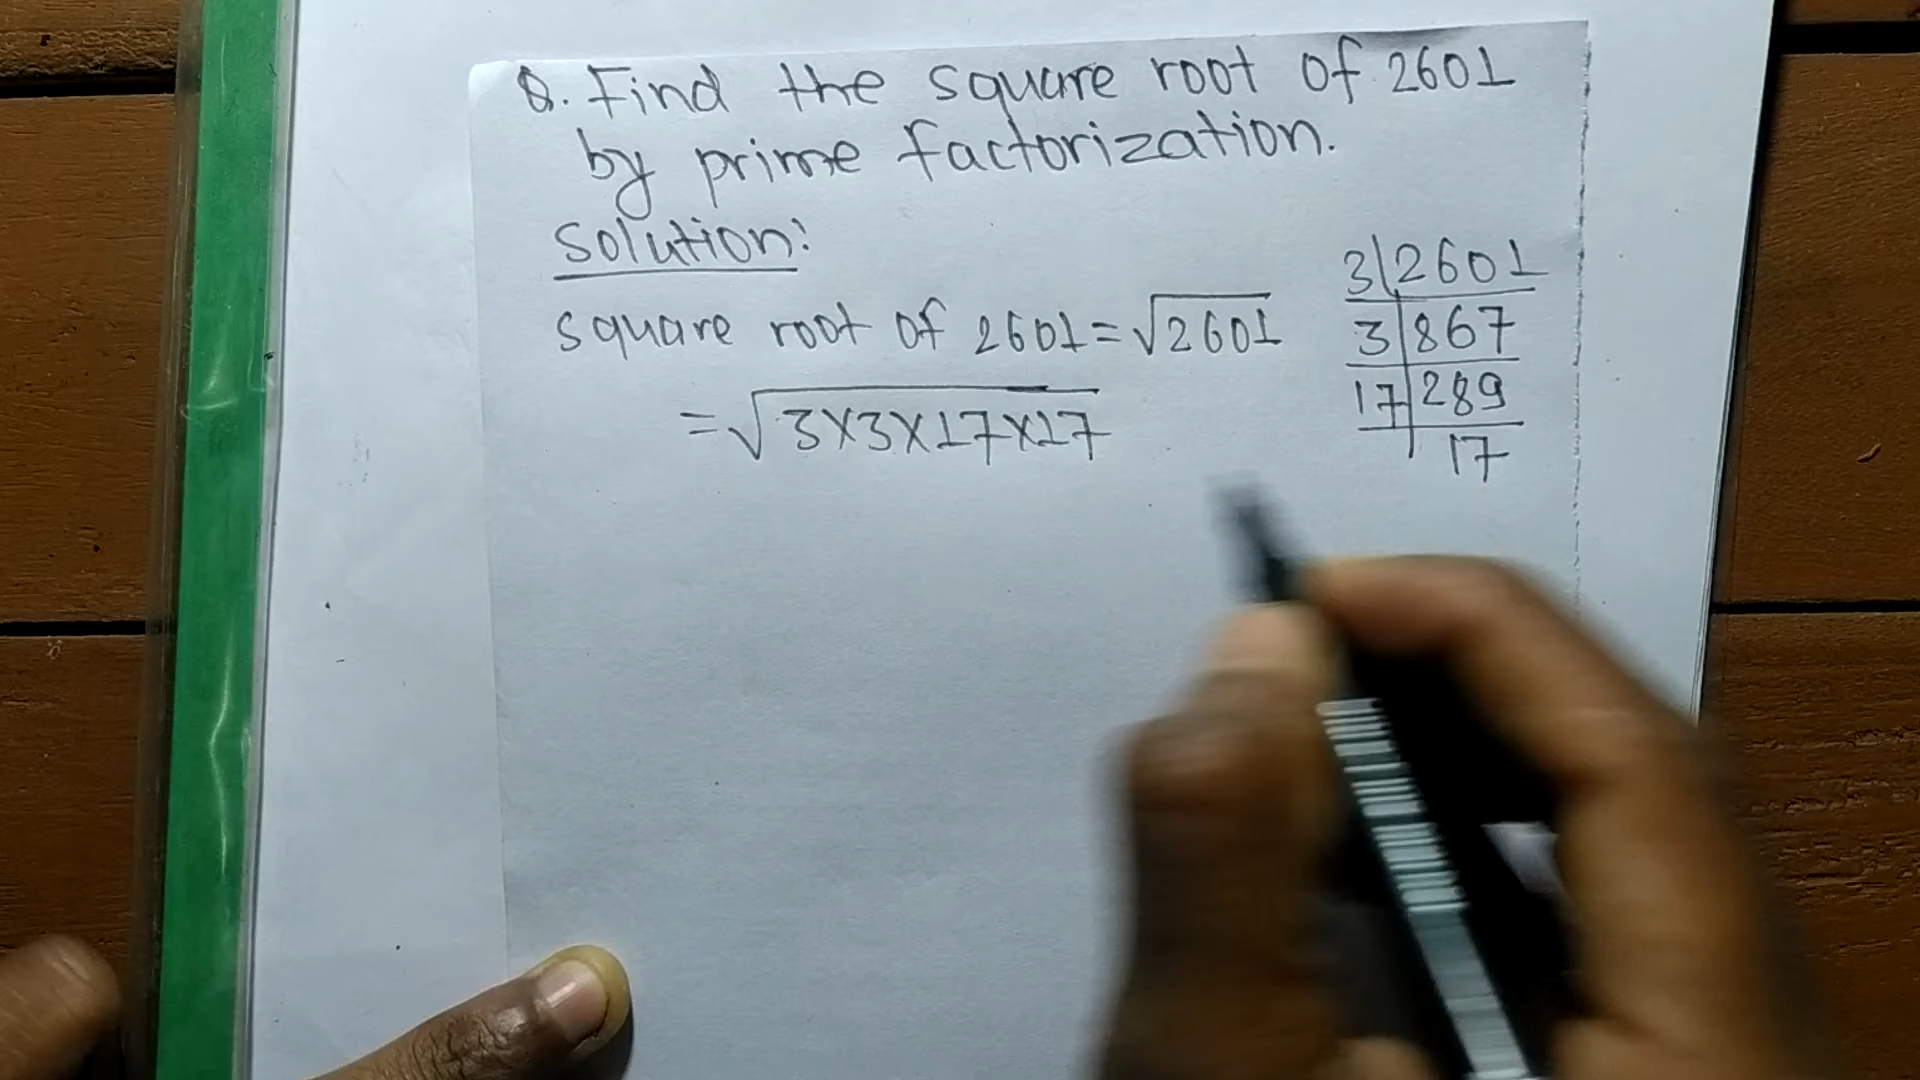 Q. Find the square root of 2601
by prime factorization.
Solution:
square root of 2601 = √2601
= √3×3×17×17
3|2601
3|867
17|289
17